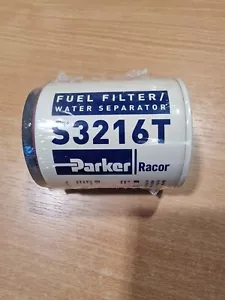 FUEL FILTER/
WATER SEPARATOR
S3216T
Parker Racor